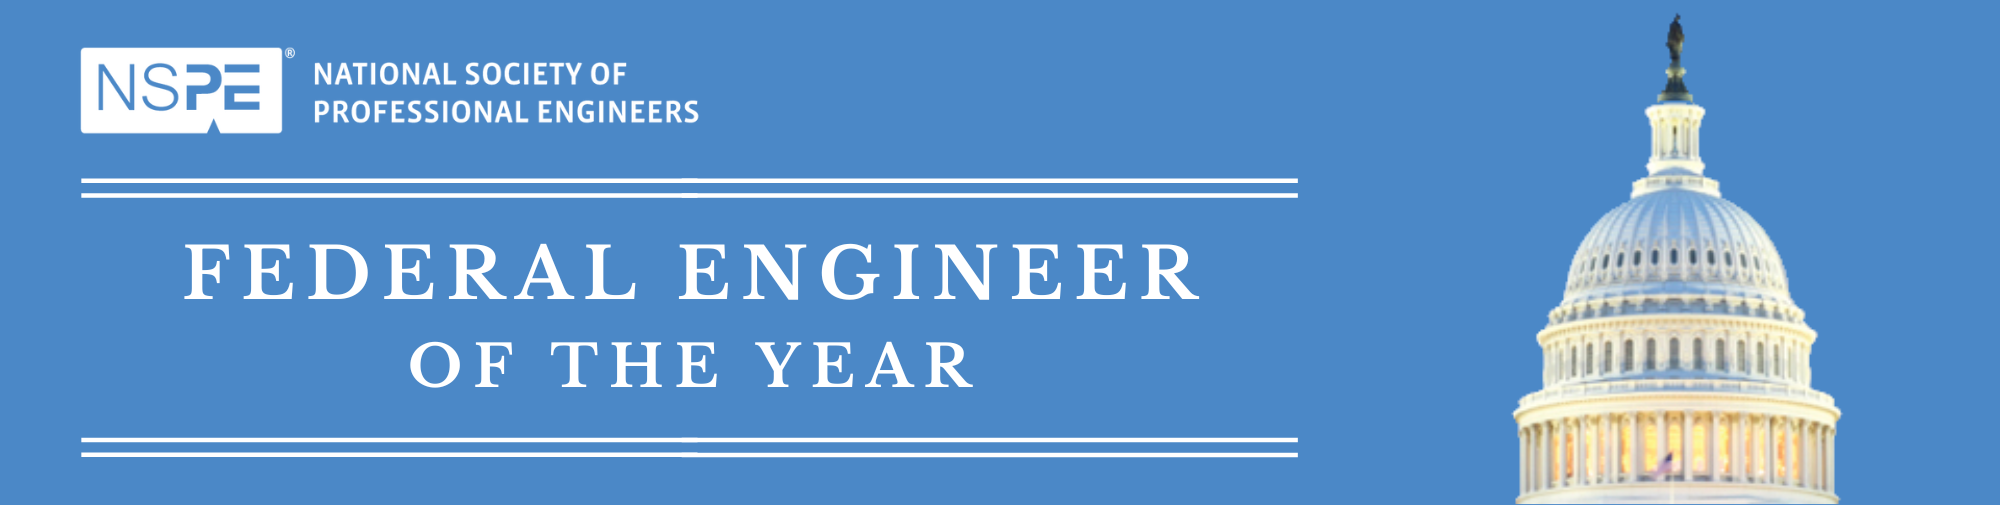 NSPE®
NATIONAL SOCIETY OF
PROFESSIONAL ENGINEERS
FEDERAL ENGINEER
OF THE YEAR